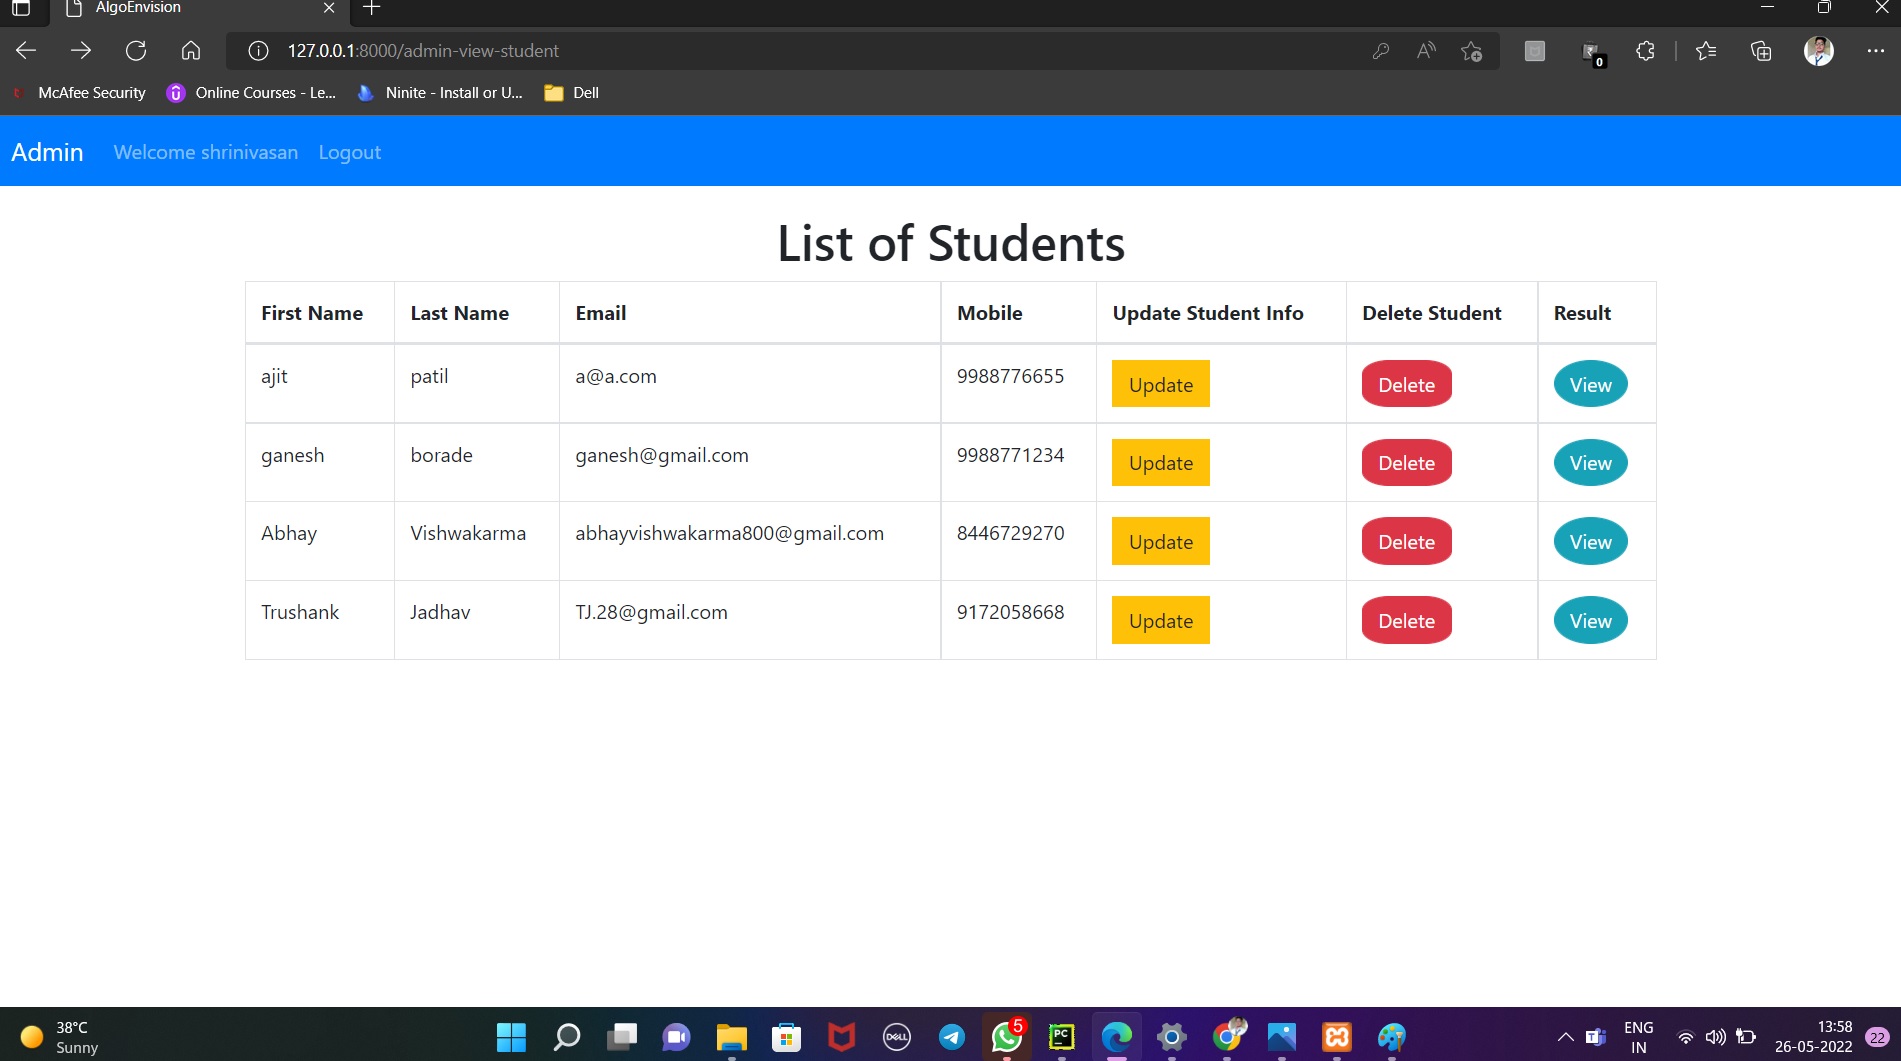 AlgoEnvision
127.0.0.1:8000/admin-view-student
0
McAfee Security Online Courses - Le... Ninite - Install or U... Dell
Admin Welcome shrinivasan Logout
List of Students
First Name Last Name Email Mobile Update Student Info Delete Student Result
ajit patil a@a.com 9988776655 Update Delete View
ganesh borade ganesh@gmail.com 9988771234 Update Delete View
Abhay Vishwakarma abhayvishwakarma800@gmail.com 8446729270 Update Delete View
Trushank Jadhav TJ.28@gmail.com 9172058668 Update Delete View
38°C
Sunny
DELL
5
PC
ENG
IN
13:58
26-05-2022
22